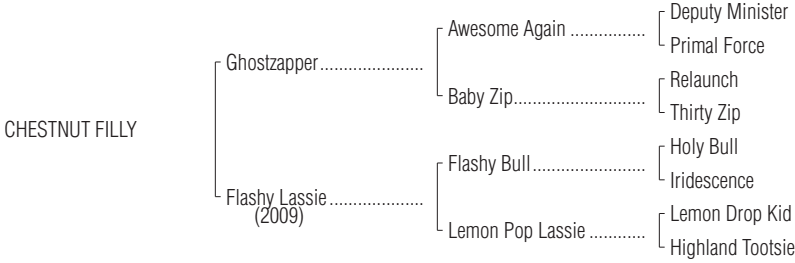 Deputy Minister
Awesome Again ................
Primal Force
Ghostzapper......................
Relaunch
Baby Zip............................
Thirty Zip
CHESTNUT FILLY
Holy Bull
Flashy Bull........................
Iridescence
Flashy Lassie ....................
(2009)
Lemon Drop Kid
Lemon Pop Lassie ............
Highland Tootsie